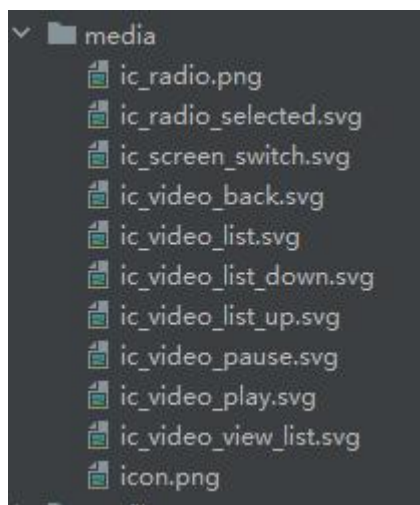 media
ic_radio.png
ic_radio_selected.svg
ic_screen_switch.svg
ic_video_back.svg
ic_video_list.svg
ic_video_list_down.svg
ic_video_list_up.svg
ic_video_pause.svg
ic_video_play.svg
ic_video_view_list.svg
icon.png